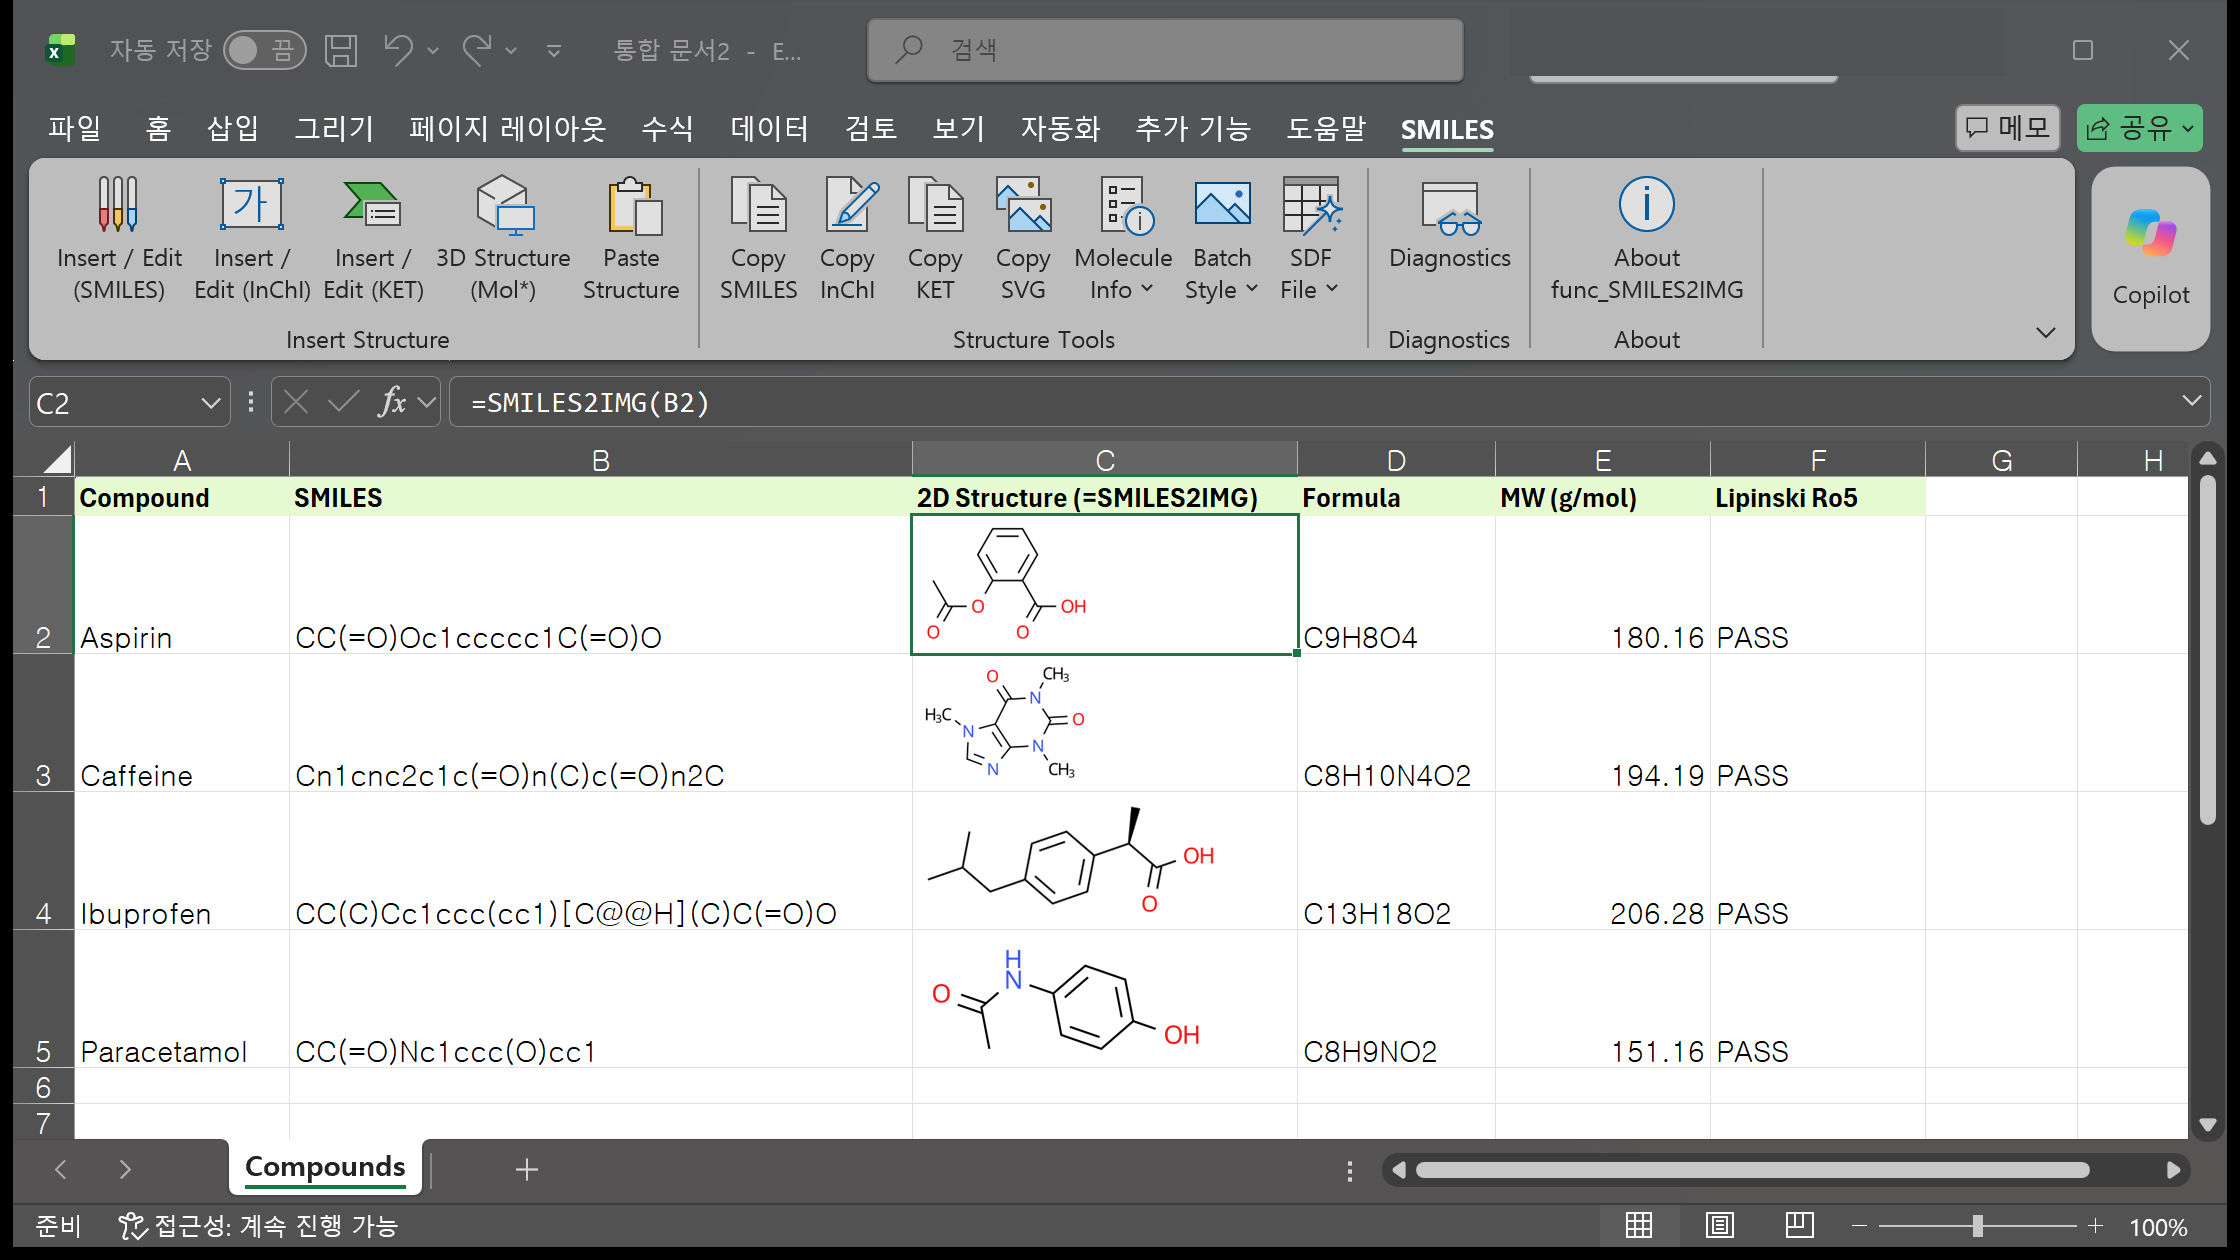 자동 저장 끔 통합 문서2 - E... 검색
파일 홈 삽입 그리기 페이지 레이아웃 수식 데이터 검토 보기 자동화 추가 기능 도움말 SMILES 메모 공유
Insert / Edit (SMILES)
Insert / Edit (InChI)
Insert / Edit (KET)
3D Structure (Mol*)
Paste Structure
Insert Structure
Copy SMILES
Copy InChI
Copy KET
Copy SVG
Molecule Info
Batch Style
SDF File
Structure Tools
Diagnostics
Diagnostics
About func_SMILES2IMG
About
Copilot
C2 fx =SMILES2IMG(B2)
A B C D E F G H
1 Compound SMILES 2D Structure (=SMILES2IMG) Formula MW (g/mol) Lipinski Ro5
O O O OH
2 Aspirin CC(=O)Oc1ccccc1C(=O)O C9H8O4 180.16 PASS
O CH₃ N H₃C N O N N CH₃
3 Caffeine Cn1cnc2c1c(=O)n(C)c(=O)n2C C8H10N4O2 194.19 PASS
OH O
4 Ibuprofen CC(C)Cc1ccc(cc1)[C@@H](C)C(=O)O C13H18O2 206.28 PASS
H N O OH
5 Paracetamol CC(=O)Nc1ccc(O)cc1 C8H9NO2 151.16 PASS
6
7
Compounds
준비 접근성: 계속 진행 가능 100%